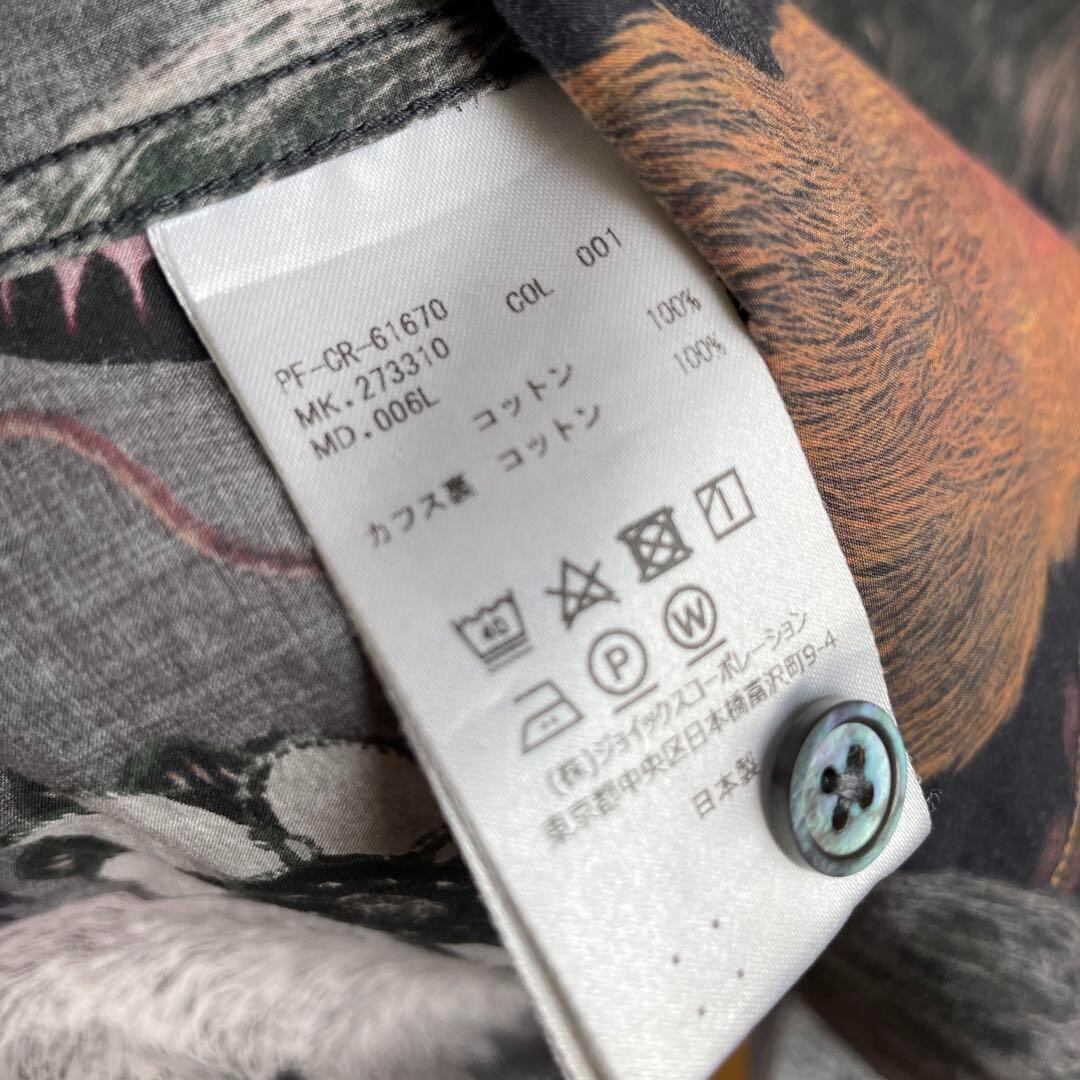 PF-CR-61670 COL 001
MK.273310
MD.006L
コットン 100%
カフス裏 コットン 100%
40
P W
(株)ジョイックスコーポレーション
東京都中央区日本橋富沢町9-4
日本製